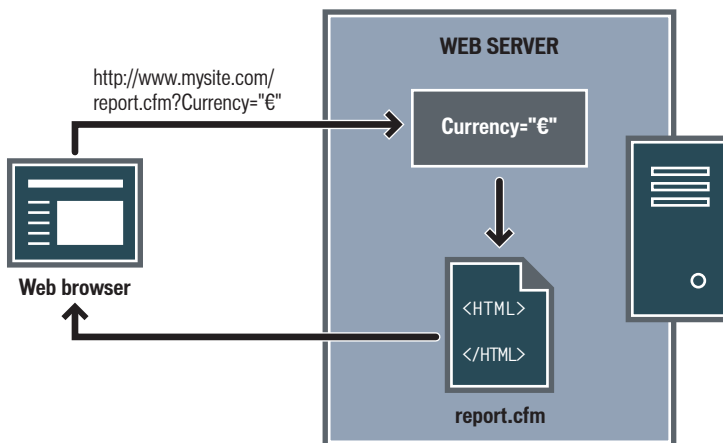 WEB SERVER
http://www.mysite.com/
report.cfm?Currency="€"
Currency="€"
Web browser
<HTML>
</HTML>
report.cfm